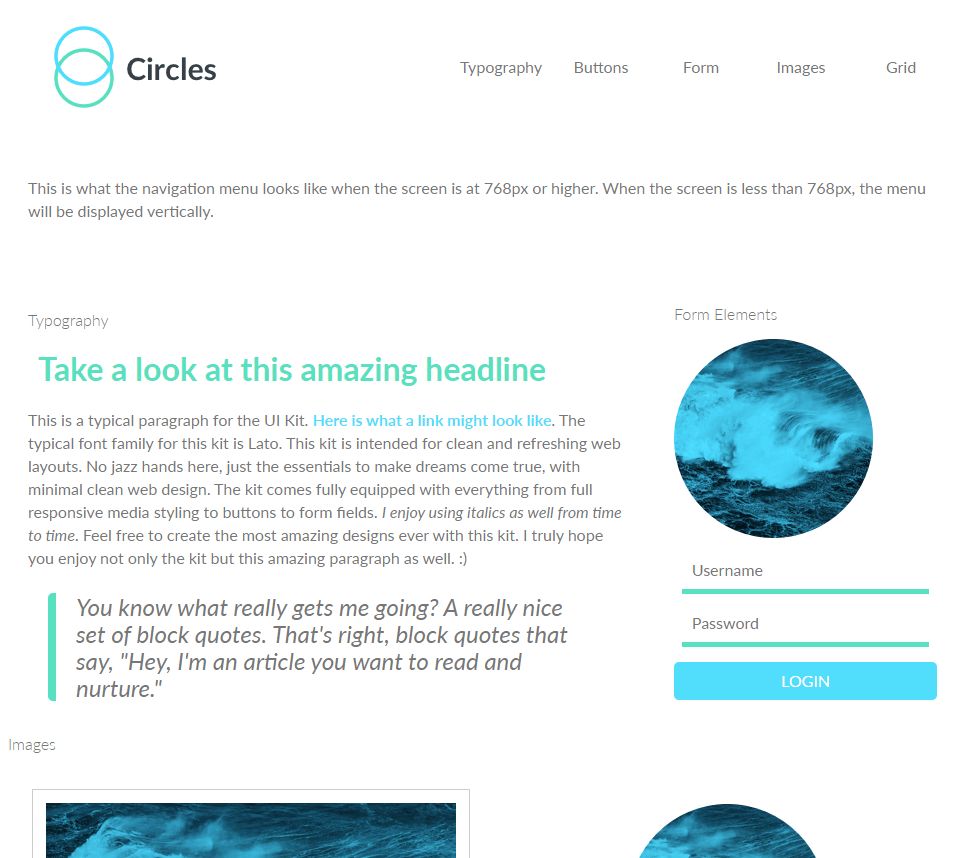 Circles
Typography Buttons Form Images Grid
This is what the navigation menu looks like when the screen is at 768px or higher. When the screen is less than 768px, the menu
will be displayed vertically.
Typography
Take a look at this amazing headline
This is a typical paragraph for the UI Kit. Here is what a link might look like. The
typical font family for this kit is Lato. This kit is intended for clean and refreshing web
layouts. No jazz hands here, just the essentials to make dreams come true, with
minimal clean web design. The kit comes fully equipped with everything from full
responsive media styling to buttons to form fields. I enjoy using italics as well from time
to time. Feel free to create the most amazing designs ever with this kit. I truly hope
you enjoy not only the kit but this amazing paragraph as well. :)
You know what really gets me going? A really nice
set of block quotes. That's right, block quotes that
say, "Hey, I'm an article you want to read and
nurture."
Form Elements
Username
Password
LOGIN
Images